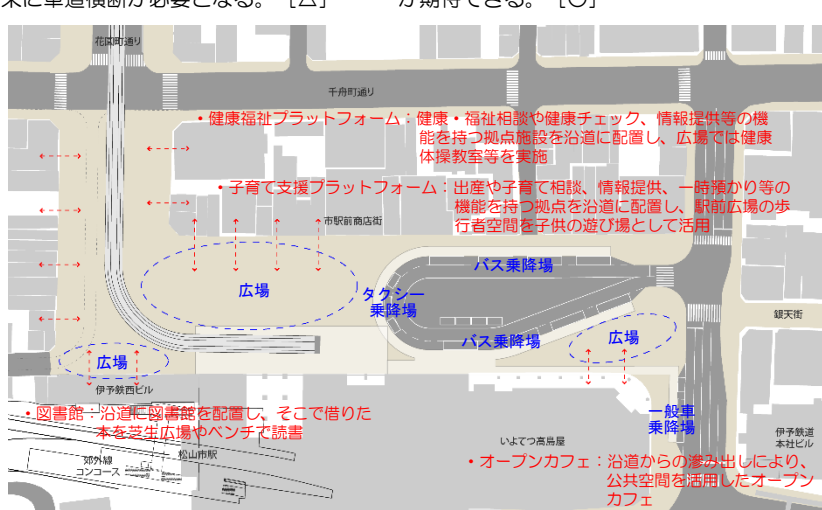 末に車道横断が必要となる。［△］
が期待できる。［○］
花園町通り
千舟町通り
・健康福祉プラットフォーム：健康・福祉相談や健康チェック、情報提供等の機
能を持つ拠点施設を沿道に配置し、広場では健康
体操教室等を実施
・子育て支援プラットフォーム：出産や子育て相談、情報提供、一時預かり等の
機能を持つ拠点を沿道に配置し、駅前広場の歩
行者空間を子供の遊び場として活用
市駅前商店街
バス乗降場
広場
タクシー
乗降場
銀天街
バス乗降場
広場
広場
伊予鉄西ビル
・図書館：沿道に図書館を配置し、そこで借りた
本を芝生広場やベンチで読書
一般車
乗降場
いよてつ高島屋
伊予鉄道
本社ビル
松山市駅
郊外線
コンコース
・オープンカフェ：沿道からの滲み出しにより、
公共空間を活用したオープン
カフェ